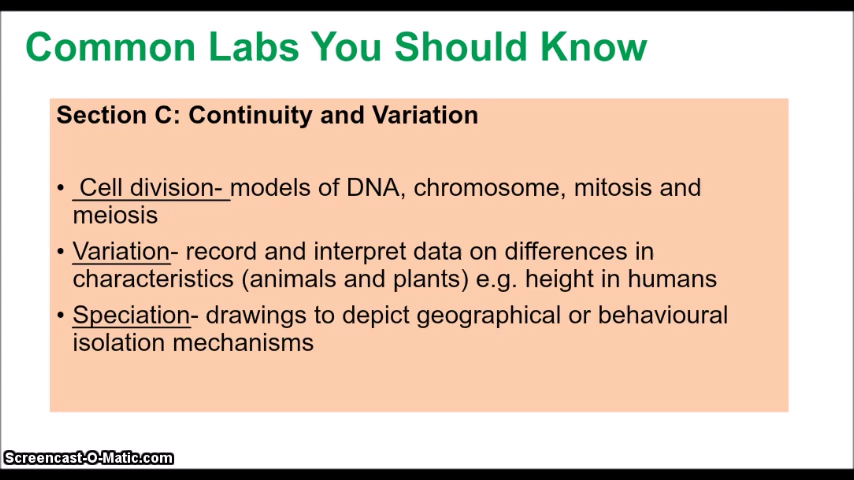 Common Labs You Should Know
Section C: Continuity and Variation
• Cell division- models of DNA, chromosome, mitosis and
meiosis
• Variation- record and interpret data on differences in
characteristics (animals and plants) e.g. height in humans
• Speciation- drawings to depict geographical or behavioural
isolation mechanisms
Screencast-O-Matic.com